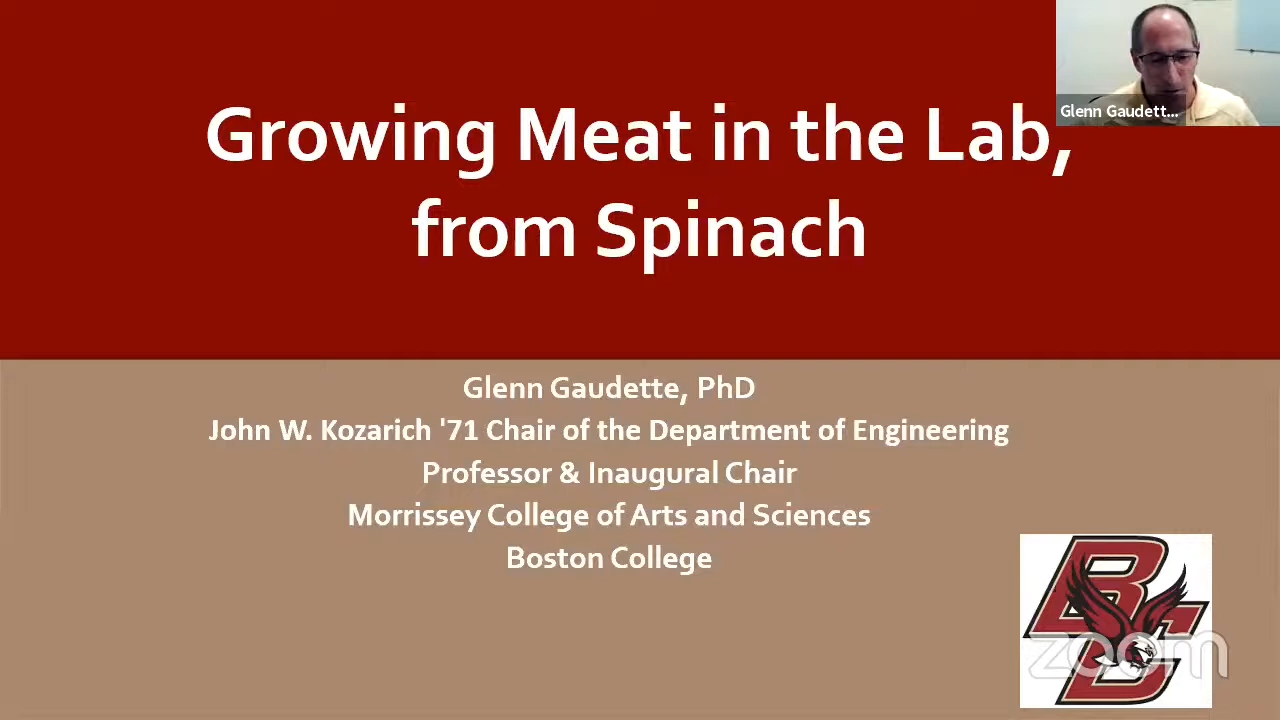 Glenn Gaudett...
Growing Meat in the Lab,
from Spinach
Glenn Gaudette, PhD
John W. Kozarich '71 Chair of the Department of Engineering
Professor & Inaugural Chair
Morrissey College of Arts and Sciences
Boston College
BC
zoom